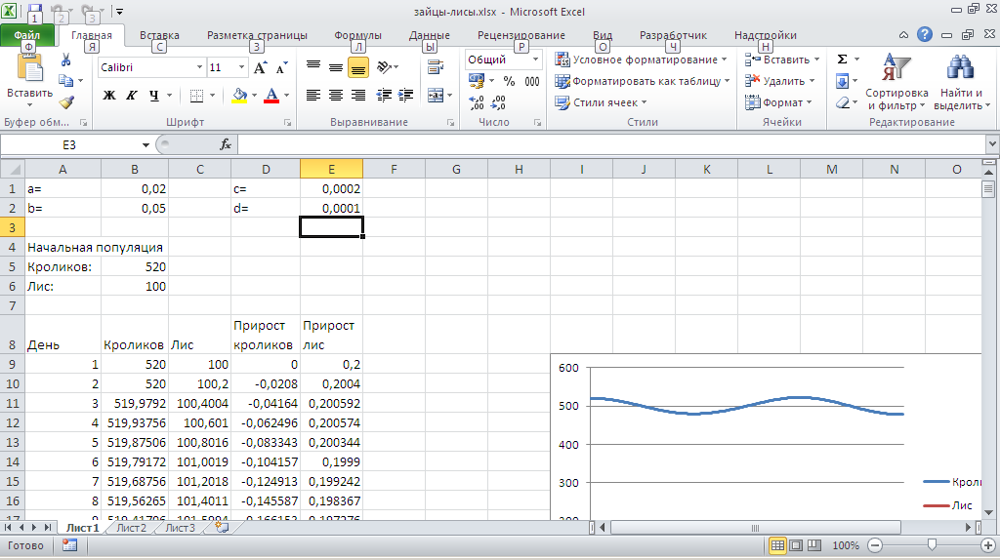 зайцы-лисы.xlsx - Microsoft Excel
1 2 3
Файл Главная Вставка Разметка страницы Формулы Данные Рецензирование Вид Разработчик Надстройки
Ф Я С З Л Ы Р О Ч Н
Вставить
Calibri 11
Ж К Ч
Общий
% 000
Условное форматирование
Форматировать как таблицу
Стили ячеек
Вставить
Удалить
Формат
Σ
Сортировка и фильтр
Найти и выделить
Буфер обм... Шрифт Выравнивание Число Стили Ячейки Редактирование
E3 fx
A B C D E F G H I J K L M N O
1 a= 0,02 c= 0,0002
2 b= 0,05 d= 0,0001
3
4 Начальная популяция
5 Кроликов: 520
6 Лис: 100
7
8 День Кроликов Лис Прирост кроликов Прирост лис
9 1 520 100 0 0,2
10 2 520 100,2 -0,0208 0,2004
11 3 519,9792 100,4004 -0,04164 0,200592
12 4 519,93756 100,601 -0,062496 0,200574
13 5 519,87506 100,8016 -0,083343 0,200344
14 6 519,79172 101,0019 -0,104157 0,1999
15 7 519,68756 101,2018 -0,124913 0,199242
16 8 519,56265 101,4011 -0,145587 0,198367
600
500
400
300
200
Кроли
Лис
Лист1 Лист2 Лист3
Готово 100%